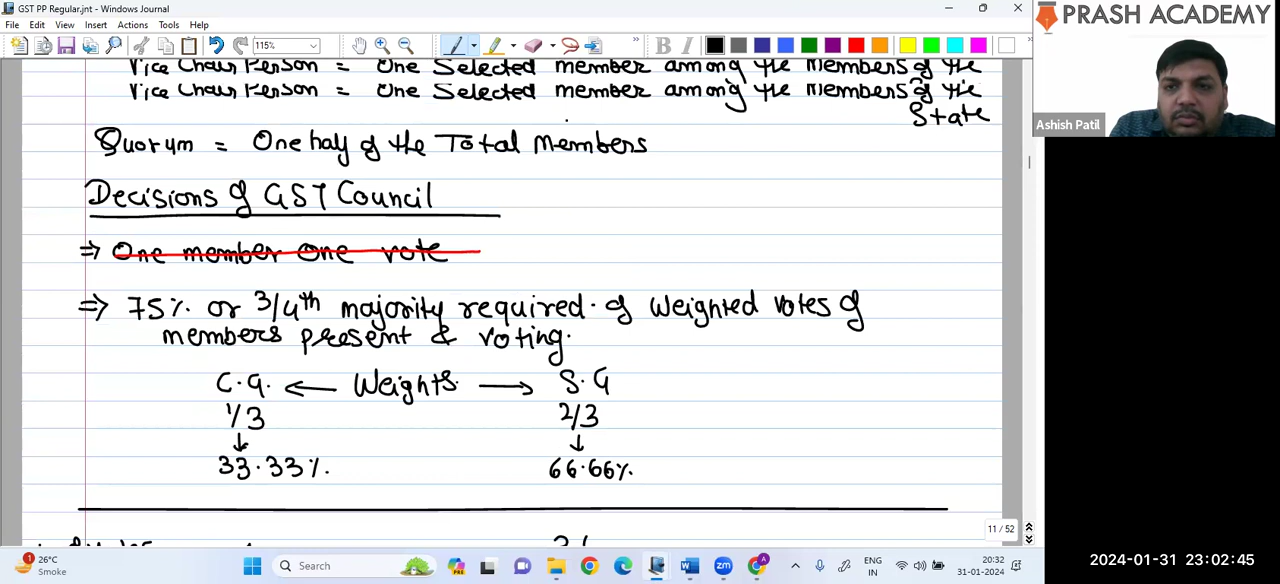 GST PP Regular.jnt - Windows Journal
PRASH ACADEMY
File Edit View Insert Actions Tools Help
115%
Vice Chair Person = One Selected member among the Members of the
Vice Chair Person = One Selected member among the Members of the
State
Ashish Patil
Quorum = One half of the Total Members
Decisions of GST Council
⇒ One member One vote
⇒ 75% or 3/4th majority required of Weighted votes of
members present & voting.
C.G. ← Weights → S.G
1/3 2/3
↓ ↓
33.33% 66.66%
11 / 52
26°C
Smoke
Search
ENG
IN
20:32
31-01-2024
2024-01-31 23:02:45